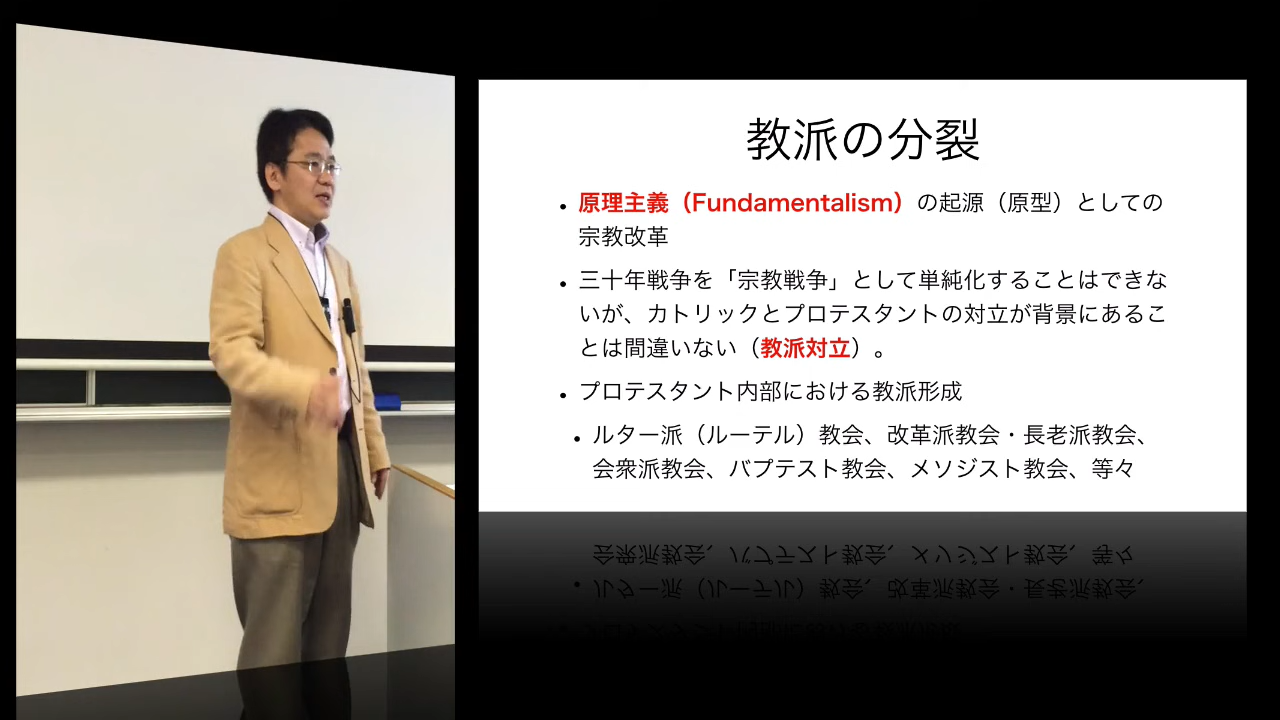 教派の分裂
• 原理主義（Fundamentalism）の起源（原型）としての
宗教改革
• 三十年戦争を「宗教戦争」として単純化することはできな
いが、カトリックとプロテスタントの対立が背景にあるこ
とは間違いない（教派対立）。
• プロテスタント内部における教派形成
• ルター派（ルーテル）教会、改革派教会・長老派教会、
会衆派教会、バプテスト教会、メソジスト教会、等々